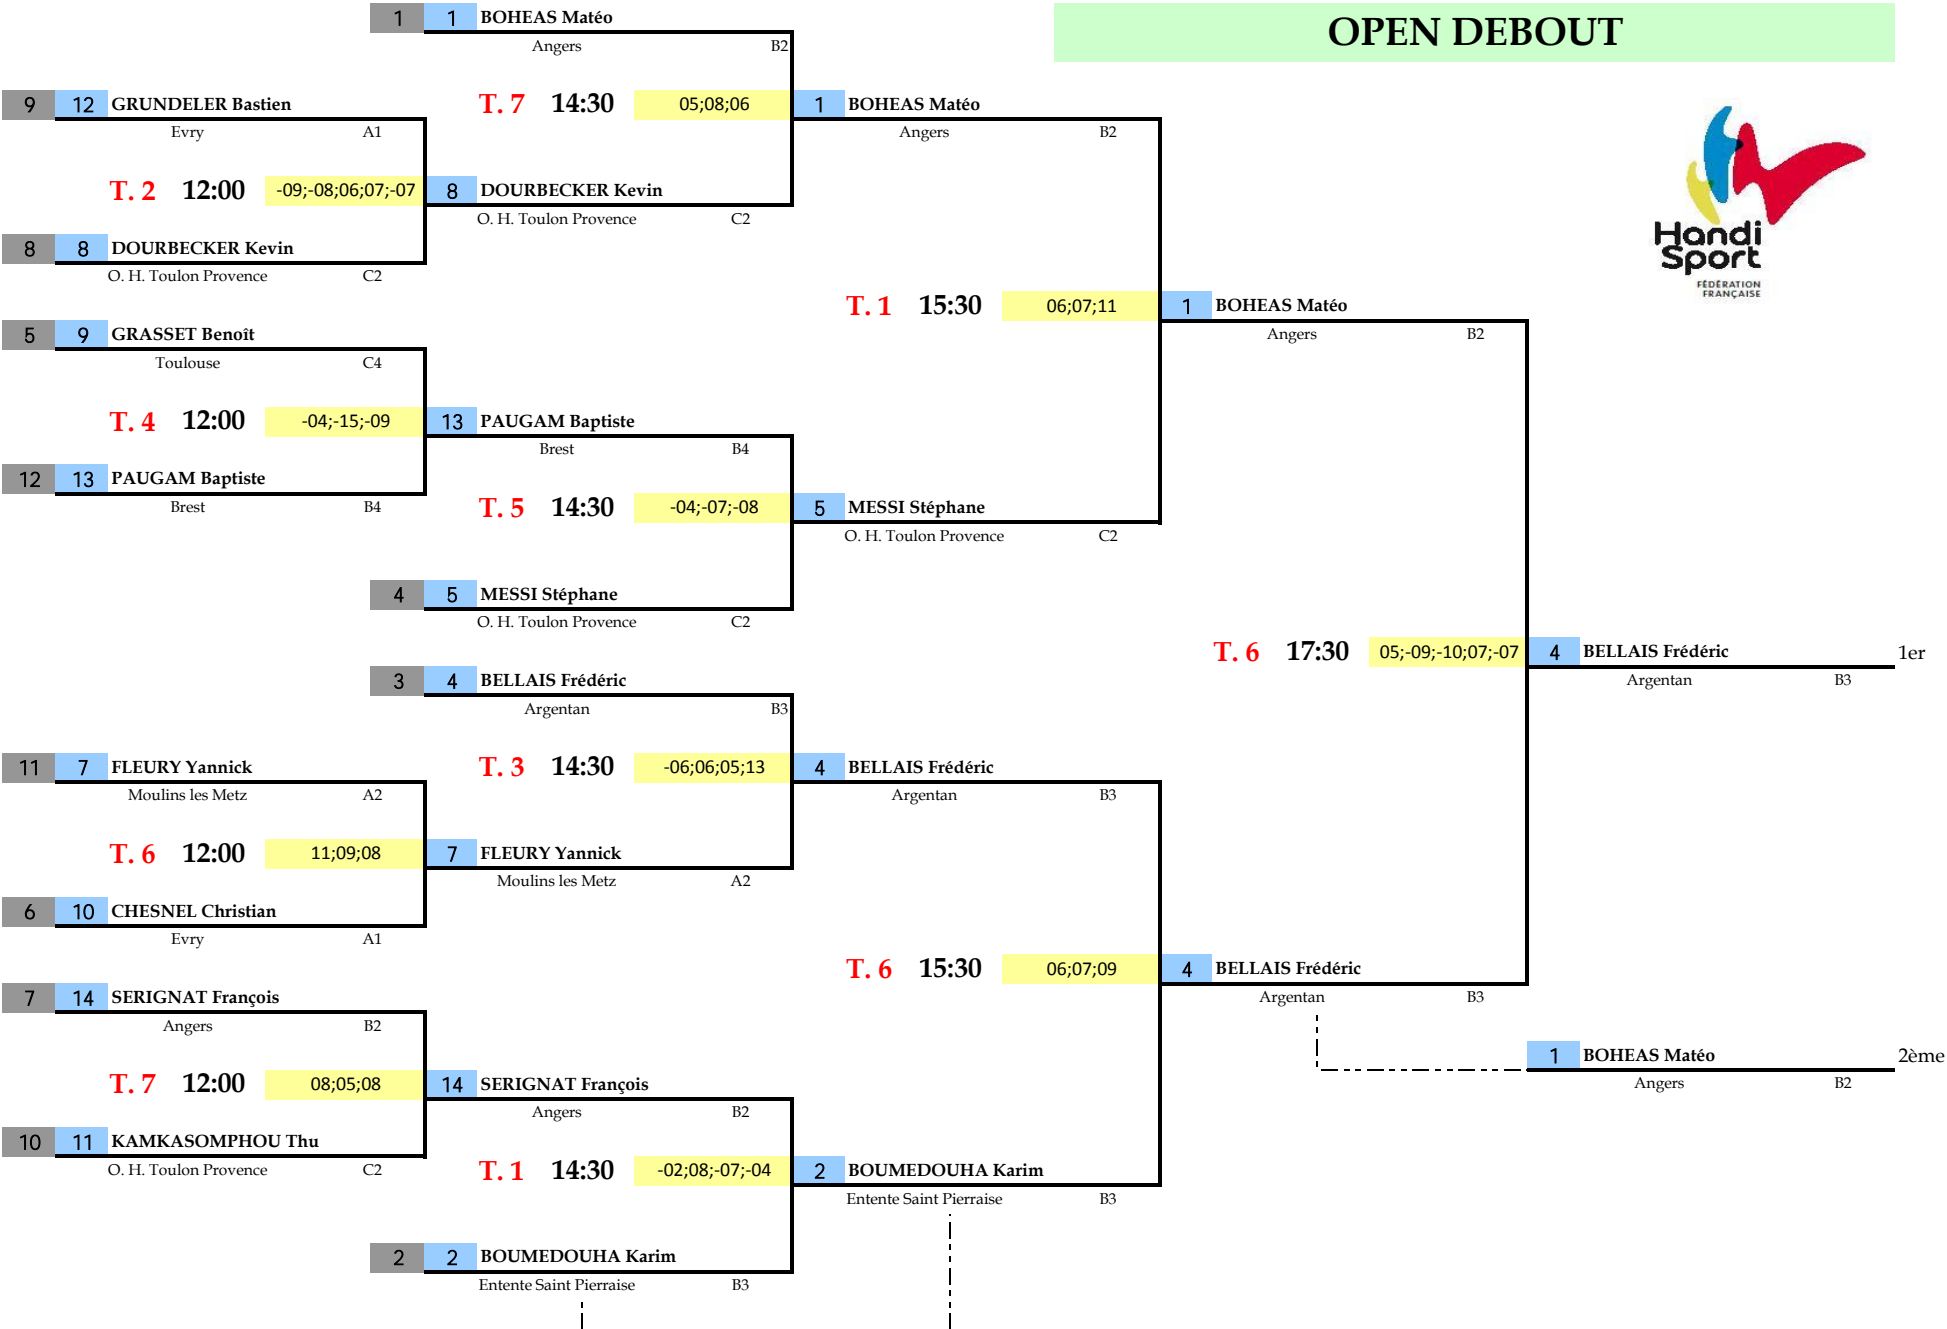 OPEN DEBOUT
1 1 BOHEAS Matéo
Angers B2
9 12 GRUNDELER Bastien
Evry A1
T. 7 14:30 05;08;06
1 BOHEAS Matéo
Angers B2
T. 2 12:00 -09;-08;06;07;-07
8 DOURBECKER Kevin
O. H. Toulon Provence C2
8 8 DOURBECKER Kevin
O. H. Toulon Provence C2
Handi
Sport
FÉDÉRATION
FRANÇAISE
T. 1 15:30 06;07;11
1 BOHEAS Matéo
Angers B2
5 9 GRASSET Benoît
Toulouse C4
T. 4 12:00 -04;-15;-09
13 PAUGAM Baptiste
Brest B4
12 13 PAUGAM Baptiste
Brest B4
T. 5 14:30 -04;-07;-08
5 MESSI Stéphane
O. H. Toulon Provence C2
4 5 MESSI Stéphane
O. H. Toulon Provence C2
T. 6 17:30 05;-09;-10;07;-07
4 BELLAIS Frédéric 1er
Argentan B3
3 4 BELLAIS Frédéric
Argentan B3
11 7 FLEURY Yannick
Moulins les Metz A2
T. 3 14:30 -06;06;05;13
4 BELLAIS Frédéric
Argentan B3
T. 6 12:00 11;09;08
7 FLEURY Yannick
Moulins les Metz A2
6 10 CHESNEL Christian
Evry A1
T. 6 15:30 06;07;09
4 BELLAIS Frédéric
Argentan B3
7 14 SERIGNAT François
Angers B2
1 BOHEAS Matéo 2ème
Angers B2
T. 7 12:00 08;05;08
14 SERIGNAT François
Angers B2
10 11 KAMKASOMPHOU Thu
O. H. Toulon Provence C2
T. 1 14:30 -02;08;-07;-04
2 BOUMEDOUHA Karim
Entente Saint Pierraise B3
2 2 BOUMEDOUHA Karim
Entente Saint Pierraise B3